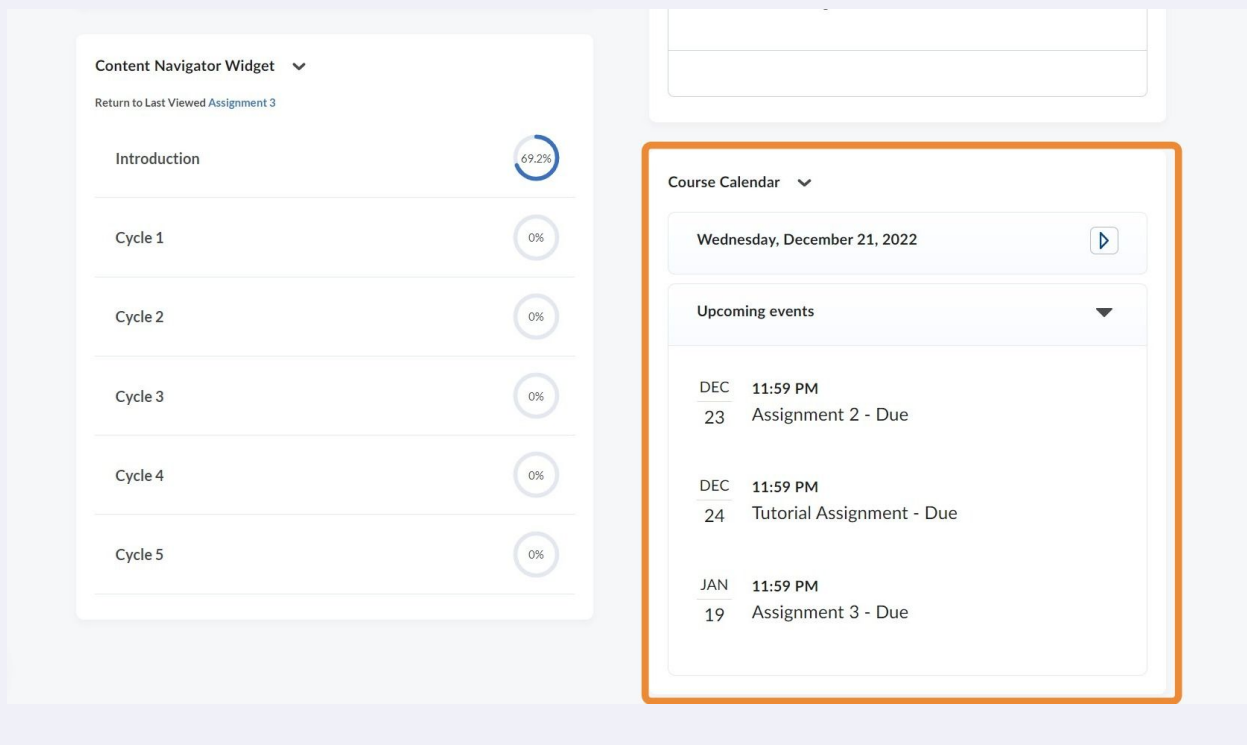 Content Navigator Widget
Return to Last Viewed Assignment 3
Introduction
69.2%
Cycle 1
0%
Cycle 2
0%
Cycle 3
0%
Cycle 4
0%
Cycle 5
0%
Course Calendar
Wednesday, December 21, 2022
Upcoming events
DEC
23
11:59 PM
Assignment 2 - Due
DEC
24
11:59 PM
Tutorial Assignment - Due
JAN
19
11:59 PM
Assignment 3 - Due